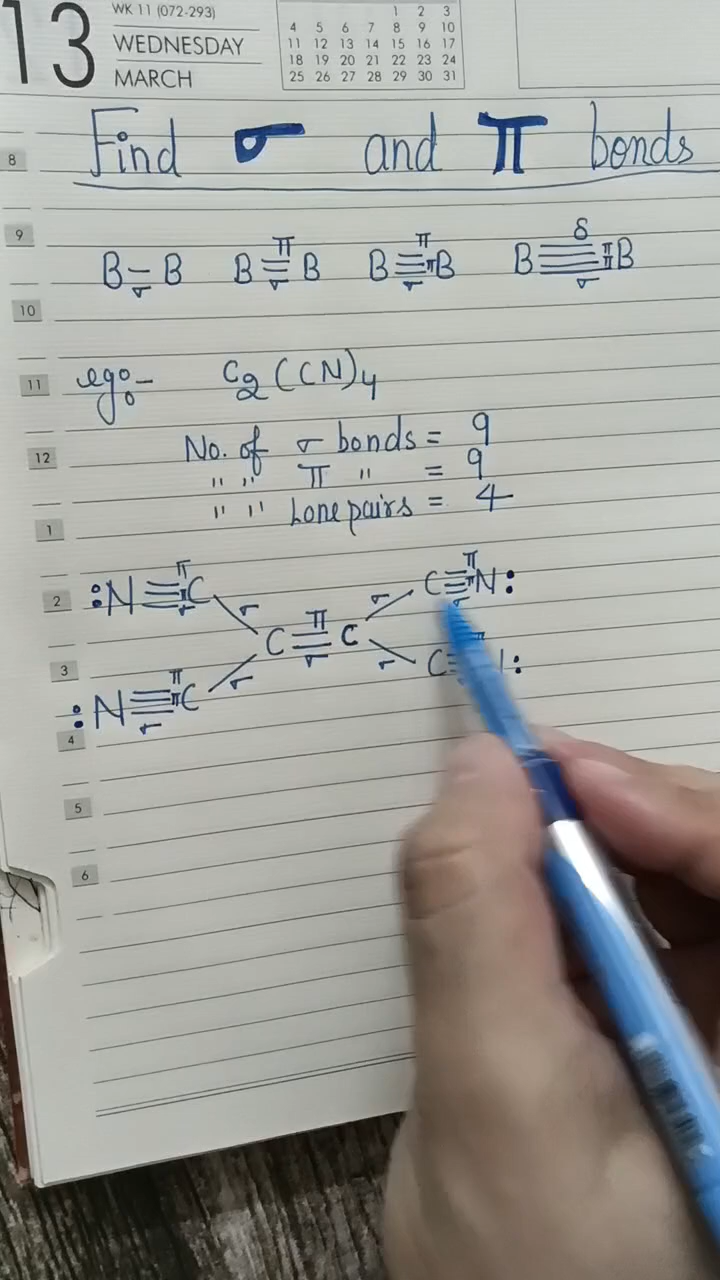 13
WK 11 (072-293)
WEDNESDAY
MARCH
1 2 3
4 5 6 7 8 9 10
11 12 13 14 15 16 17
18 19 20 21 22 23 24
25 26 27 28 29 30 31
Find σ and π bonds
8
9
π π δ
B–B B=B B≡B B≣B
σ σ π σ π π σ
10
11 eg:- C2(CN)4
12 No. of σ bonds = 9
" " π " = 9
" " Lone pairs = 4
1
2 :N≡C σ σ C≡N:
C=C
3 :N≡C σ σ C≡ :
4
5
6